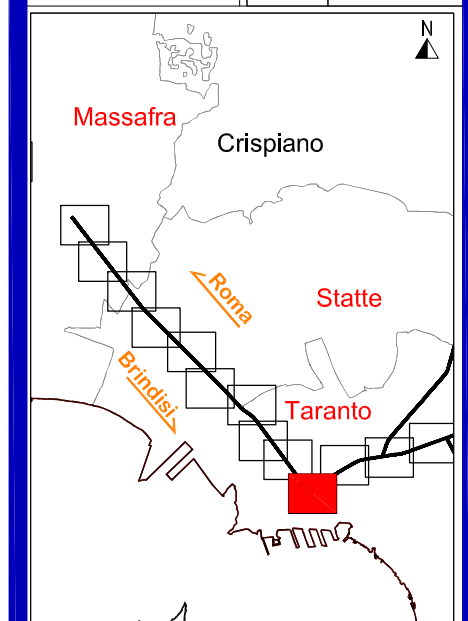 N
Massafra
Crispiano
Roma
Statte
Brindisi
Taranto